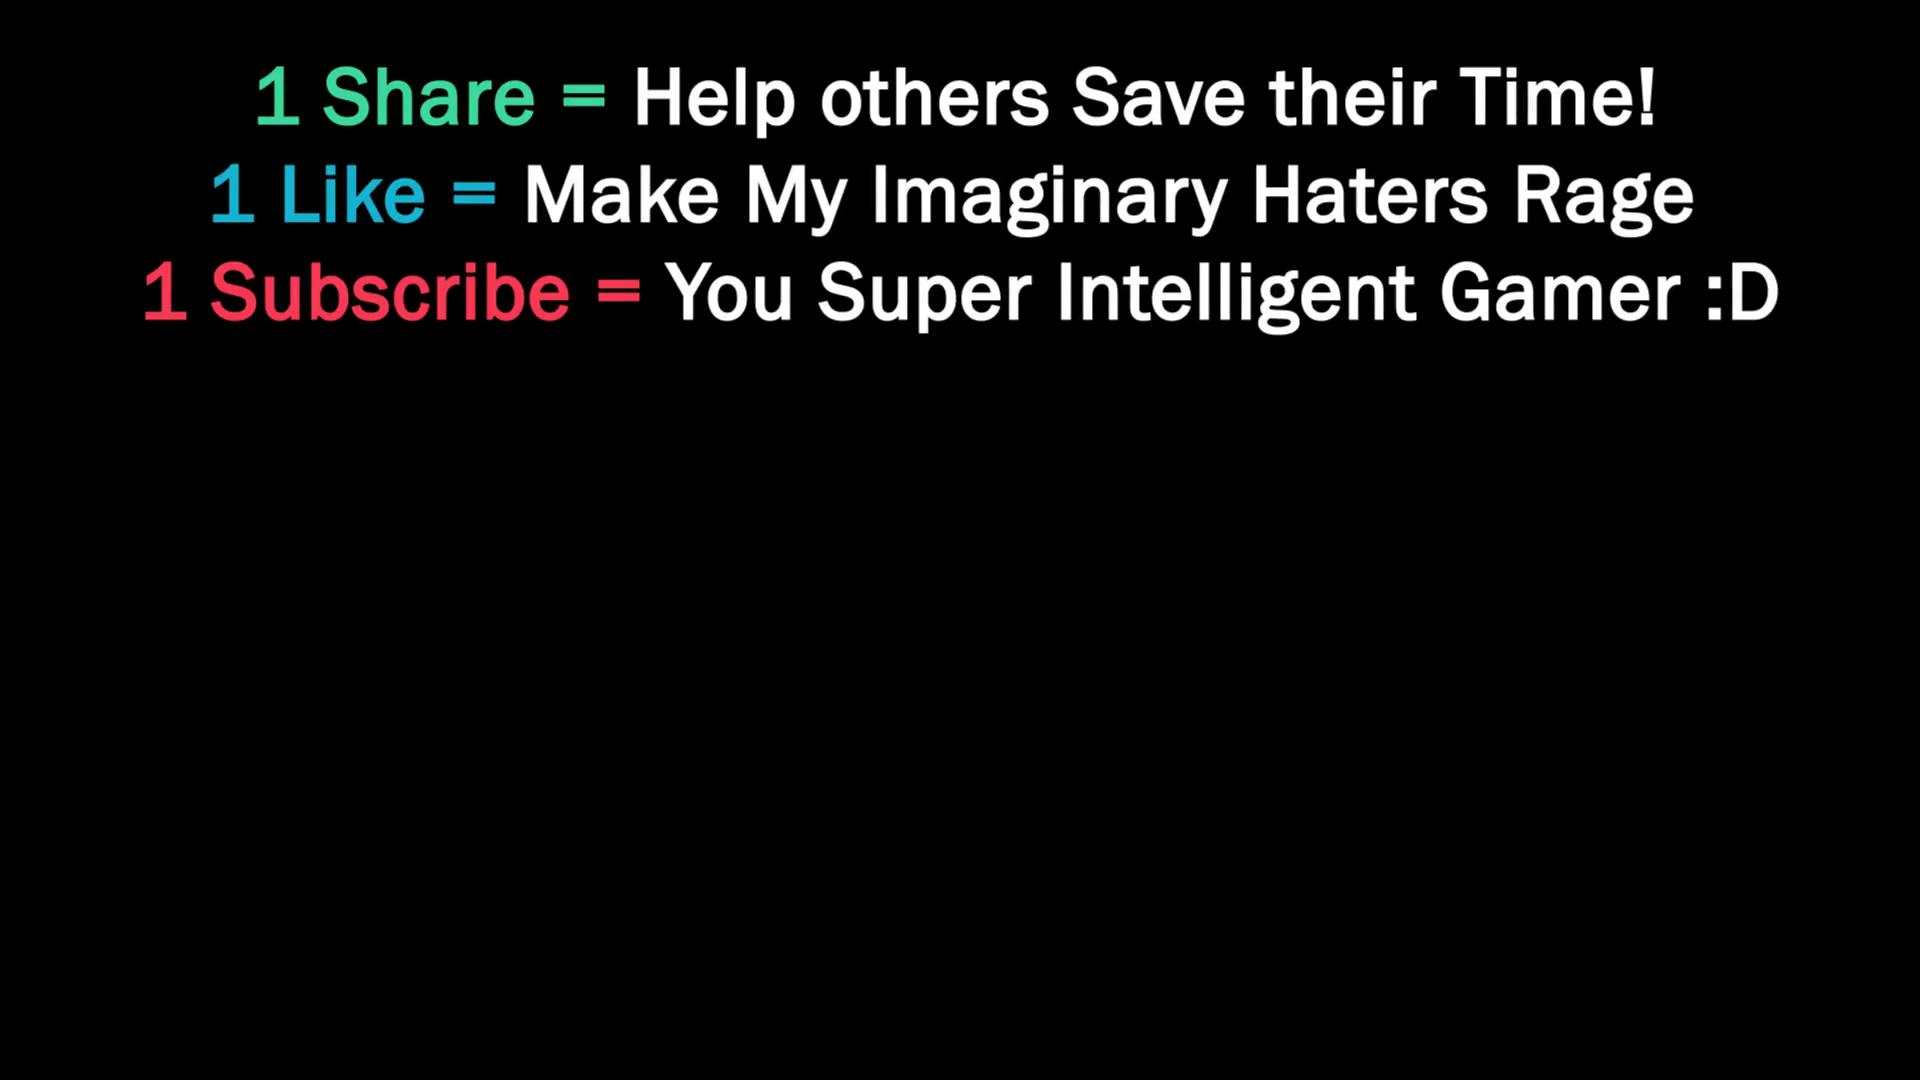 1 Share = Help others Save their Time!
1 Like = Make My Imaginary Haters Rage
1 Subscribe = You Super Intelligent Gamer :D